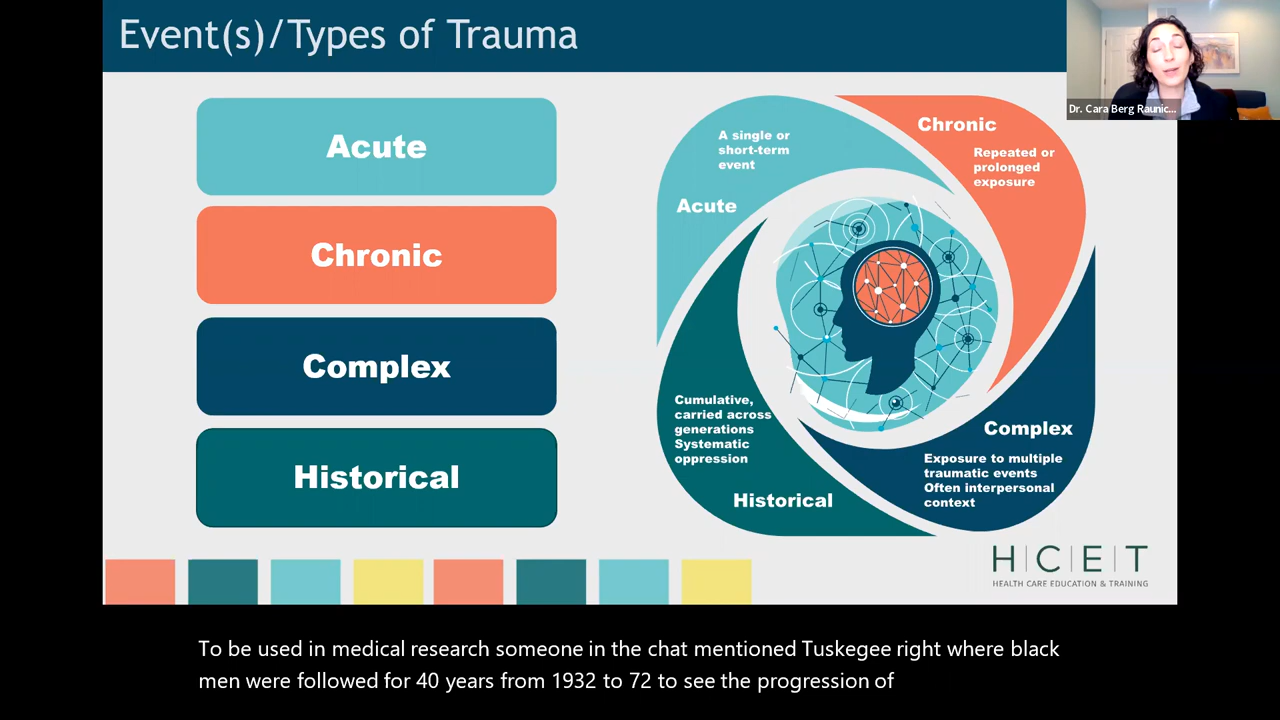 Event(s)/Types of Trauma
Dr. Cara Berg Raunic...
Acute
Chronic
Complex
Historical
A single or
short-term
event
Acute
Chronic
Repeated or
prolonged
exposure
Cumulative,
carried across
generations
Systematic
oppression
Historical
Complex
Exposure to multiple
traumatic events
Often interpersonal
context
H|C|E|T
HEALTH CARE EDUCATION & TRAINING
To be used in medical research someone in the chat mentioned Tuskegee right where black
men were followed for 40 years from 1932 to 72 to see the progression of